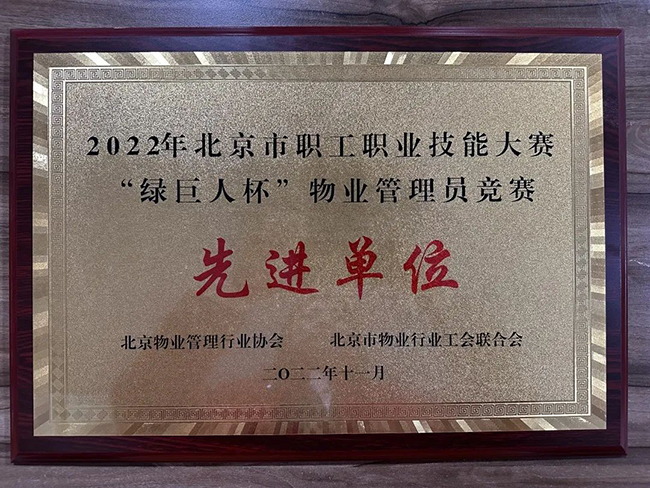 2022年北京市职工职业技能大赛
“绿巨人杯”物业管理员竞赛
先进单位
北京物业管理行业协会 北京市物业行业工会联合会
二〇二二年十一月